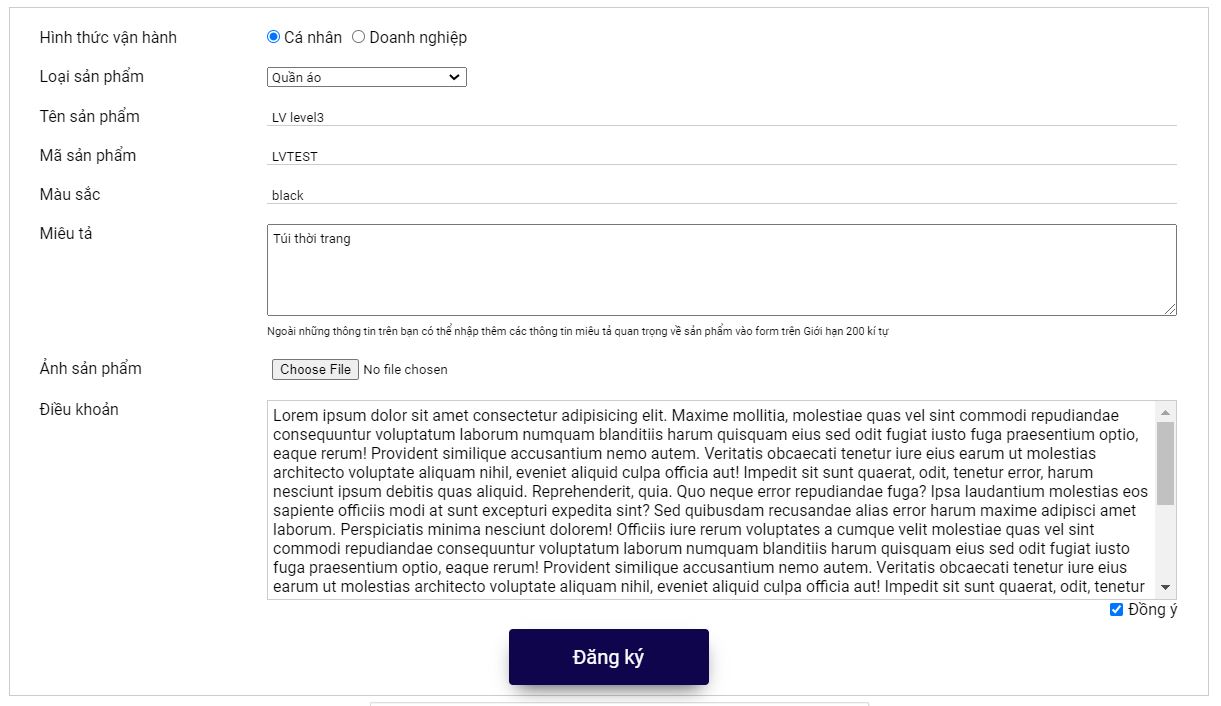 Hình thức vận hành Cá nhân Doanh nghiệp
Loại sản phẩm Quần áo
Tên sản phẩm LV level3
Mã sản phẩm LVTEST
Màu sắc black
Miêu tả Túi thời trang
Ngoài những thông tin trên bạn có thể nhập thêm các thông tin miêu tả quan trọng về sản phẩm vào form trên Giới hạn 200 kí tự
Ảnh sản phẩm Choose File No file chosen
Điều khoản Lorem ipsum dolor sit amet consectetur adipisicing elit. Maxime mollitia, molestiae quas vel sint commodi repudiandae
consequuntur voluptatum laborum numquam blanditiis harum quisquam eius sed odit fugiat iusto fuga praesentium optio,
eaque rerum! Provident similique accusantium nemo autem. Veritatis obcaecati tenetur iure eius earum ut molestias
architecto voluptate aliquam nihil, eveniet aliquid culpa officia aut! Impedit sit sunt quaerat, odit, tenetur error, harum
nesciunt ipsum debitis quas aliquid. Reprehenderit, quia. Quo neque error repudiandae fuga? Ipsa laudantium molestias eos
sapiente officiis modi at sunt excepturi expedita sint? Sed quibusdam recusandae alias error harum maxime adipisci amet
laborum. Perspiciatis minima nesciunt dolorem! Officiis iure rerum voluptates a cumque velit molestiae quas vel sint
commodi repudiandae consequuntur voluptatum laborum numquam blanditiis harum quisquam eius sed odit fugiat iusto
fuga praesentium optio, eaque rerum! Provident similique accusantium nemo autem. Veritatis obcaecati tenetur iure eius
earum ut molestias architecto voluptate aliquam nihil, eveniet aliquid culpa officia aut! Impedit sit sunt quaerat, odit, tenetur
Đồng ý
Đăng ký